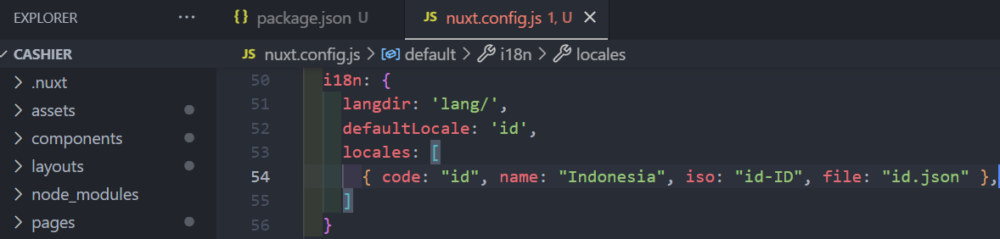 EXPLORER ···
CASHIER
.nuxt
assets
components
layouts
node_modules
pages
{} package.json U
JS nuxt.config.js 1, U ×
JS nuxt.config.js > default > i18n > locales
50 i18n: {
51 langdir: 'lang/',
52 defaultLocale: 'id',
53 locales: [
54 { code: "id", name: "Indonesia", iso: "id-ID", file: "id.json" },
55 ]
56 }